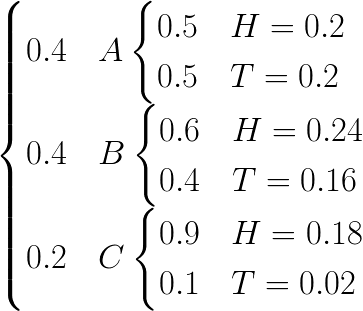 0.5 H = 0.2
0.4 A
0.5 T = 0.2
0.6 H = 0.24
0.4 B
0.4 T = 0.16
0.9 H = 0.18
0.2 C
0.1 T = 0.02